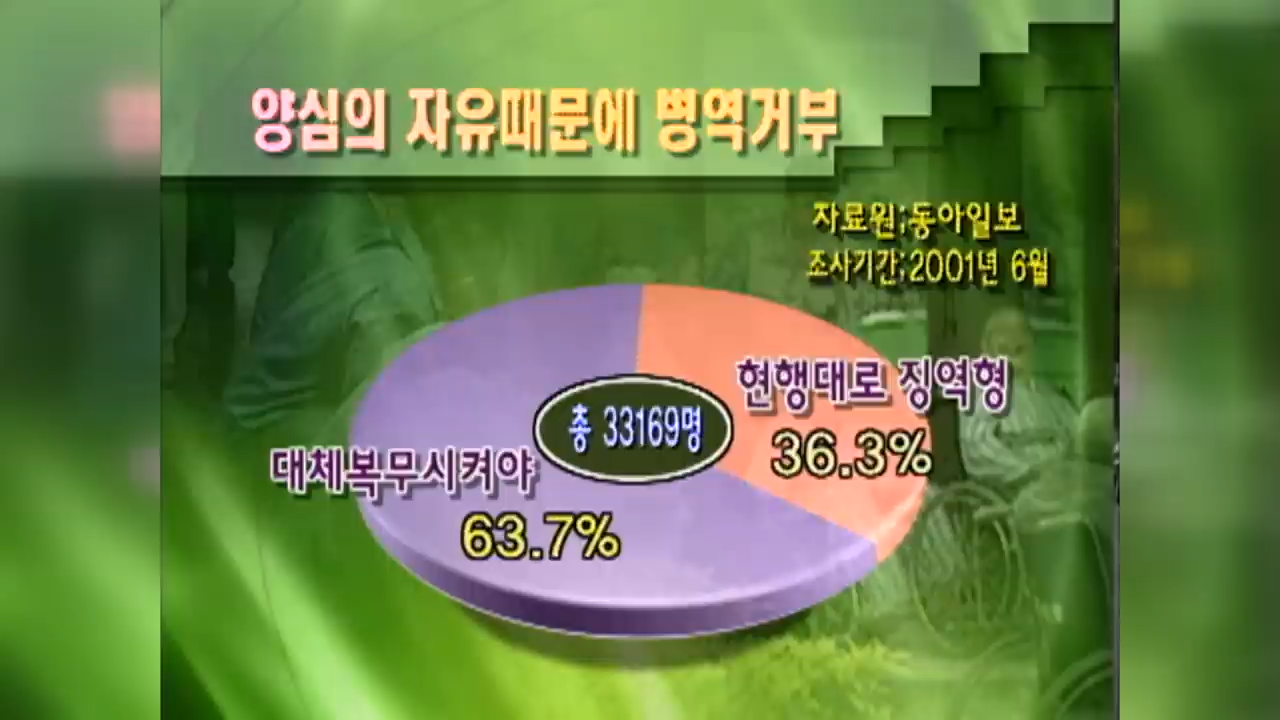 양심의 자유때문에 병역거부
자료원:동아일보
조사기간:2001년 6월
현행대로 징역형
36.3%
총 33169명
대체복무시켜야
63.7%